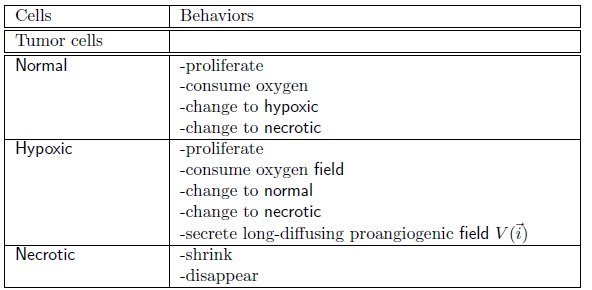 Cells Behaviors
Tumor cells
Normal -proliferate
-consume oxygen
-change to hypoxic
-change to necrotic
Hypoxic -proliferate
-consume oxygen field
-change to normal
-change to necrotic
-secrete long-diffusing proangiogenic field V(i⃗)
Necrotic -shrink
-disappear